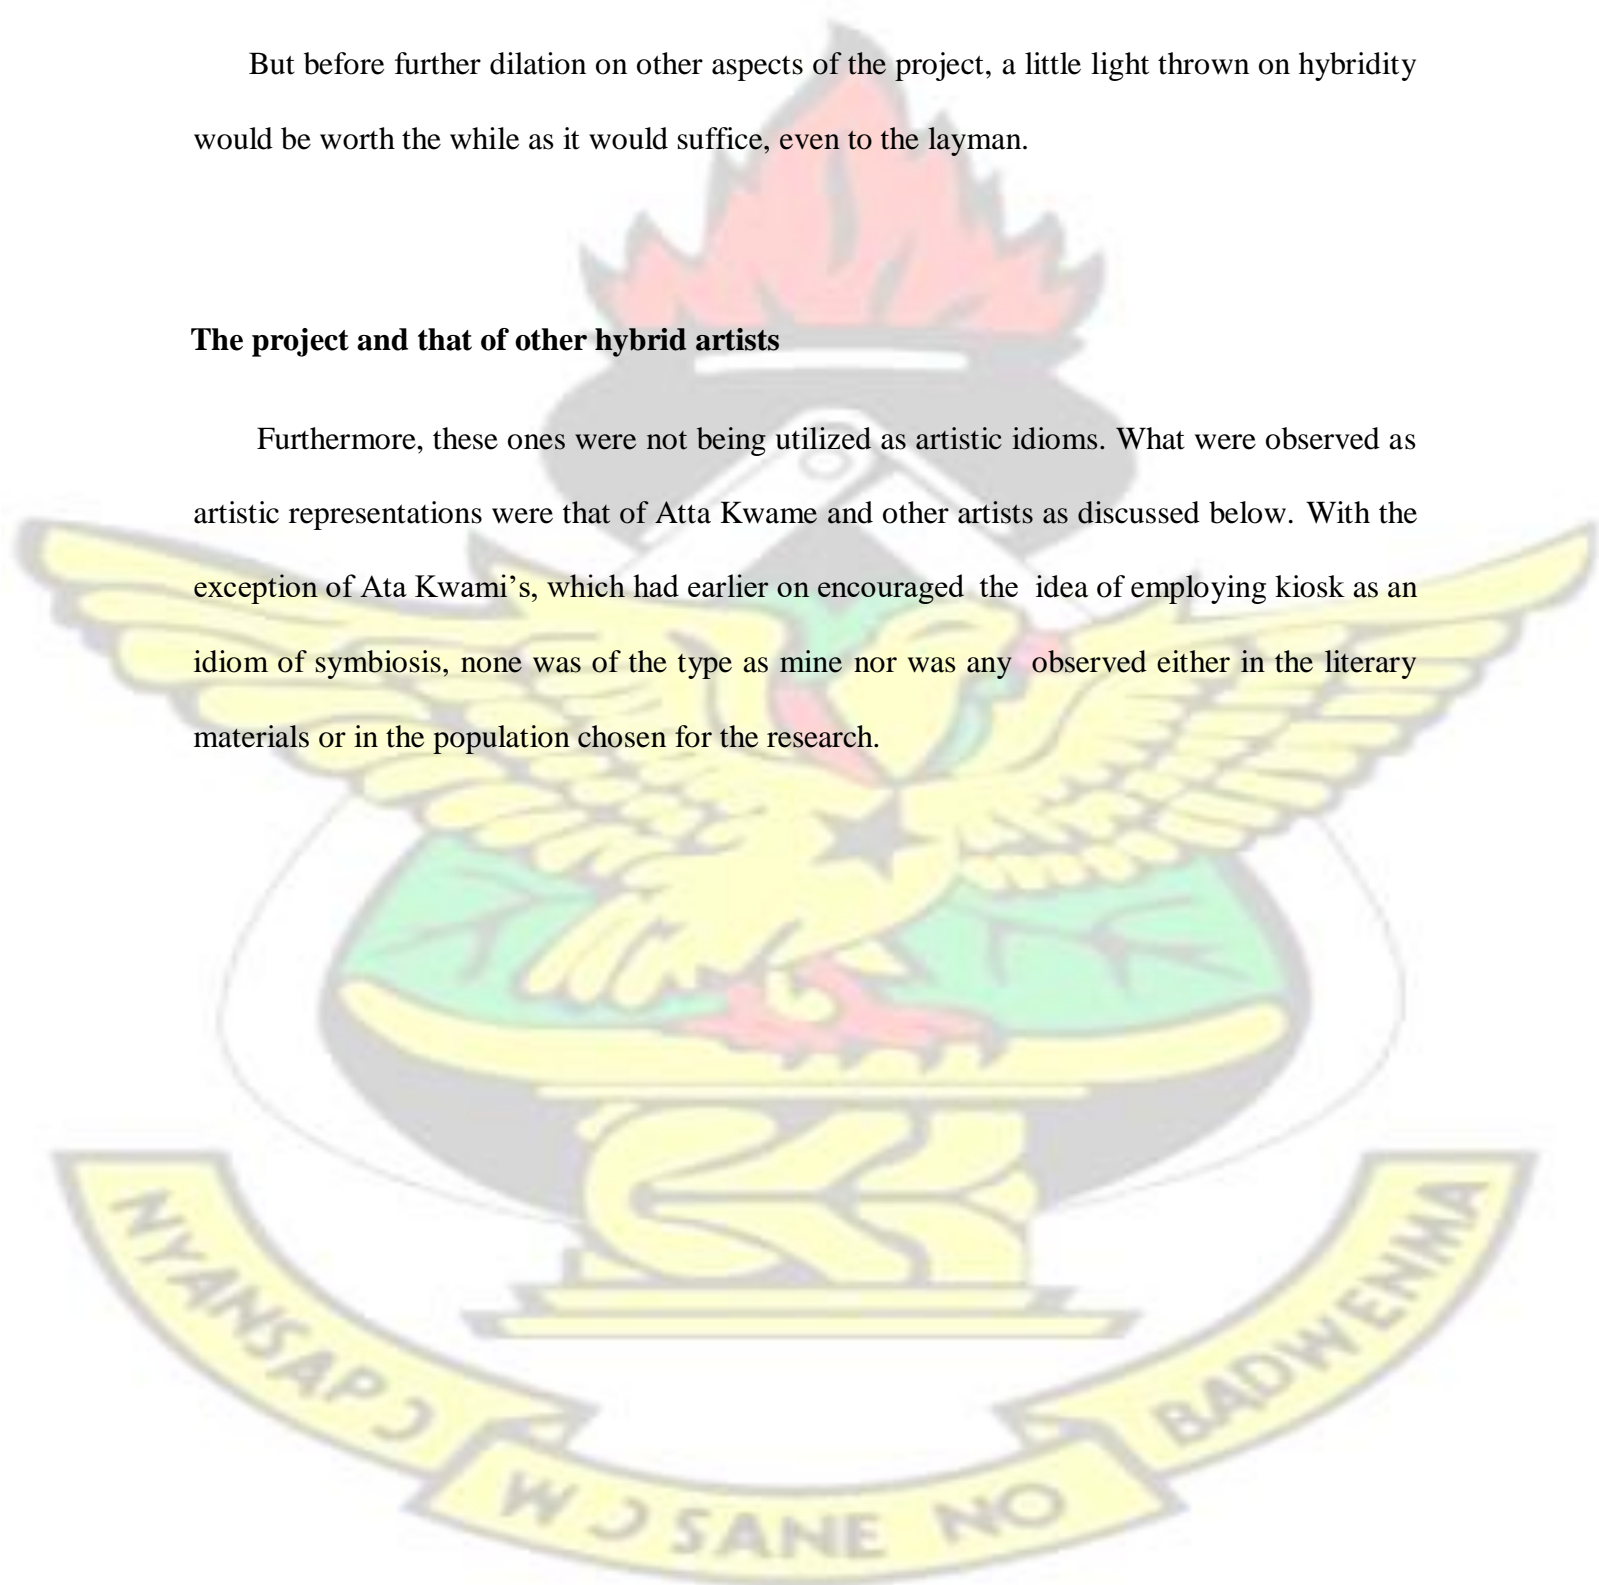 But before further dilation on other aspects of the project, a little light thrown on hybridity
would be worth the while as it would suffice, even to the layman.
The project and that of other hybrid artists
Furthermore, these ones were not being utilized as artistic idioms. What were observed as
artistic representations were that of Atta Kwame and other artists as discussed below. With the
exception of Ata Kwami’s, which had earlier on encouraged the idea of employing kiosk as an
idiom of symbiosis, none was of the type as mine nor was any observed either in the literary
materials or in the population chosen for the research.
NYANSAPƆ
WƆSANE NO
BADWENMA